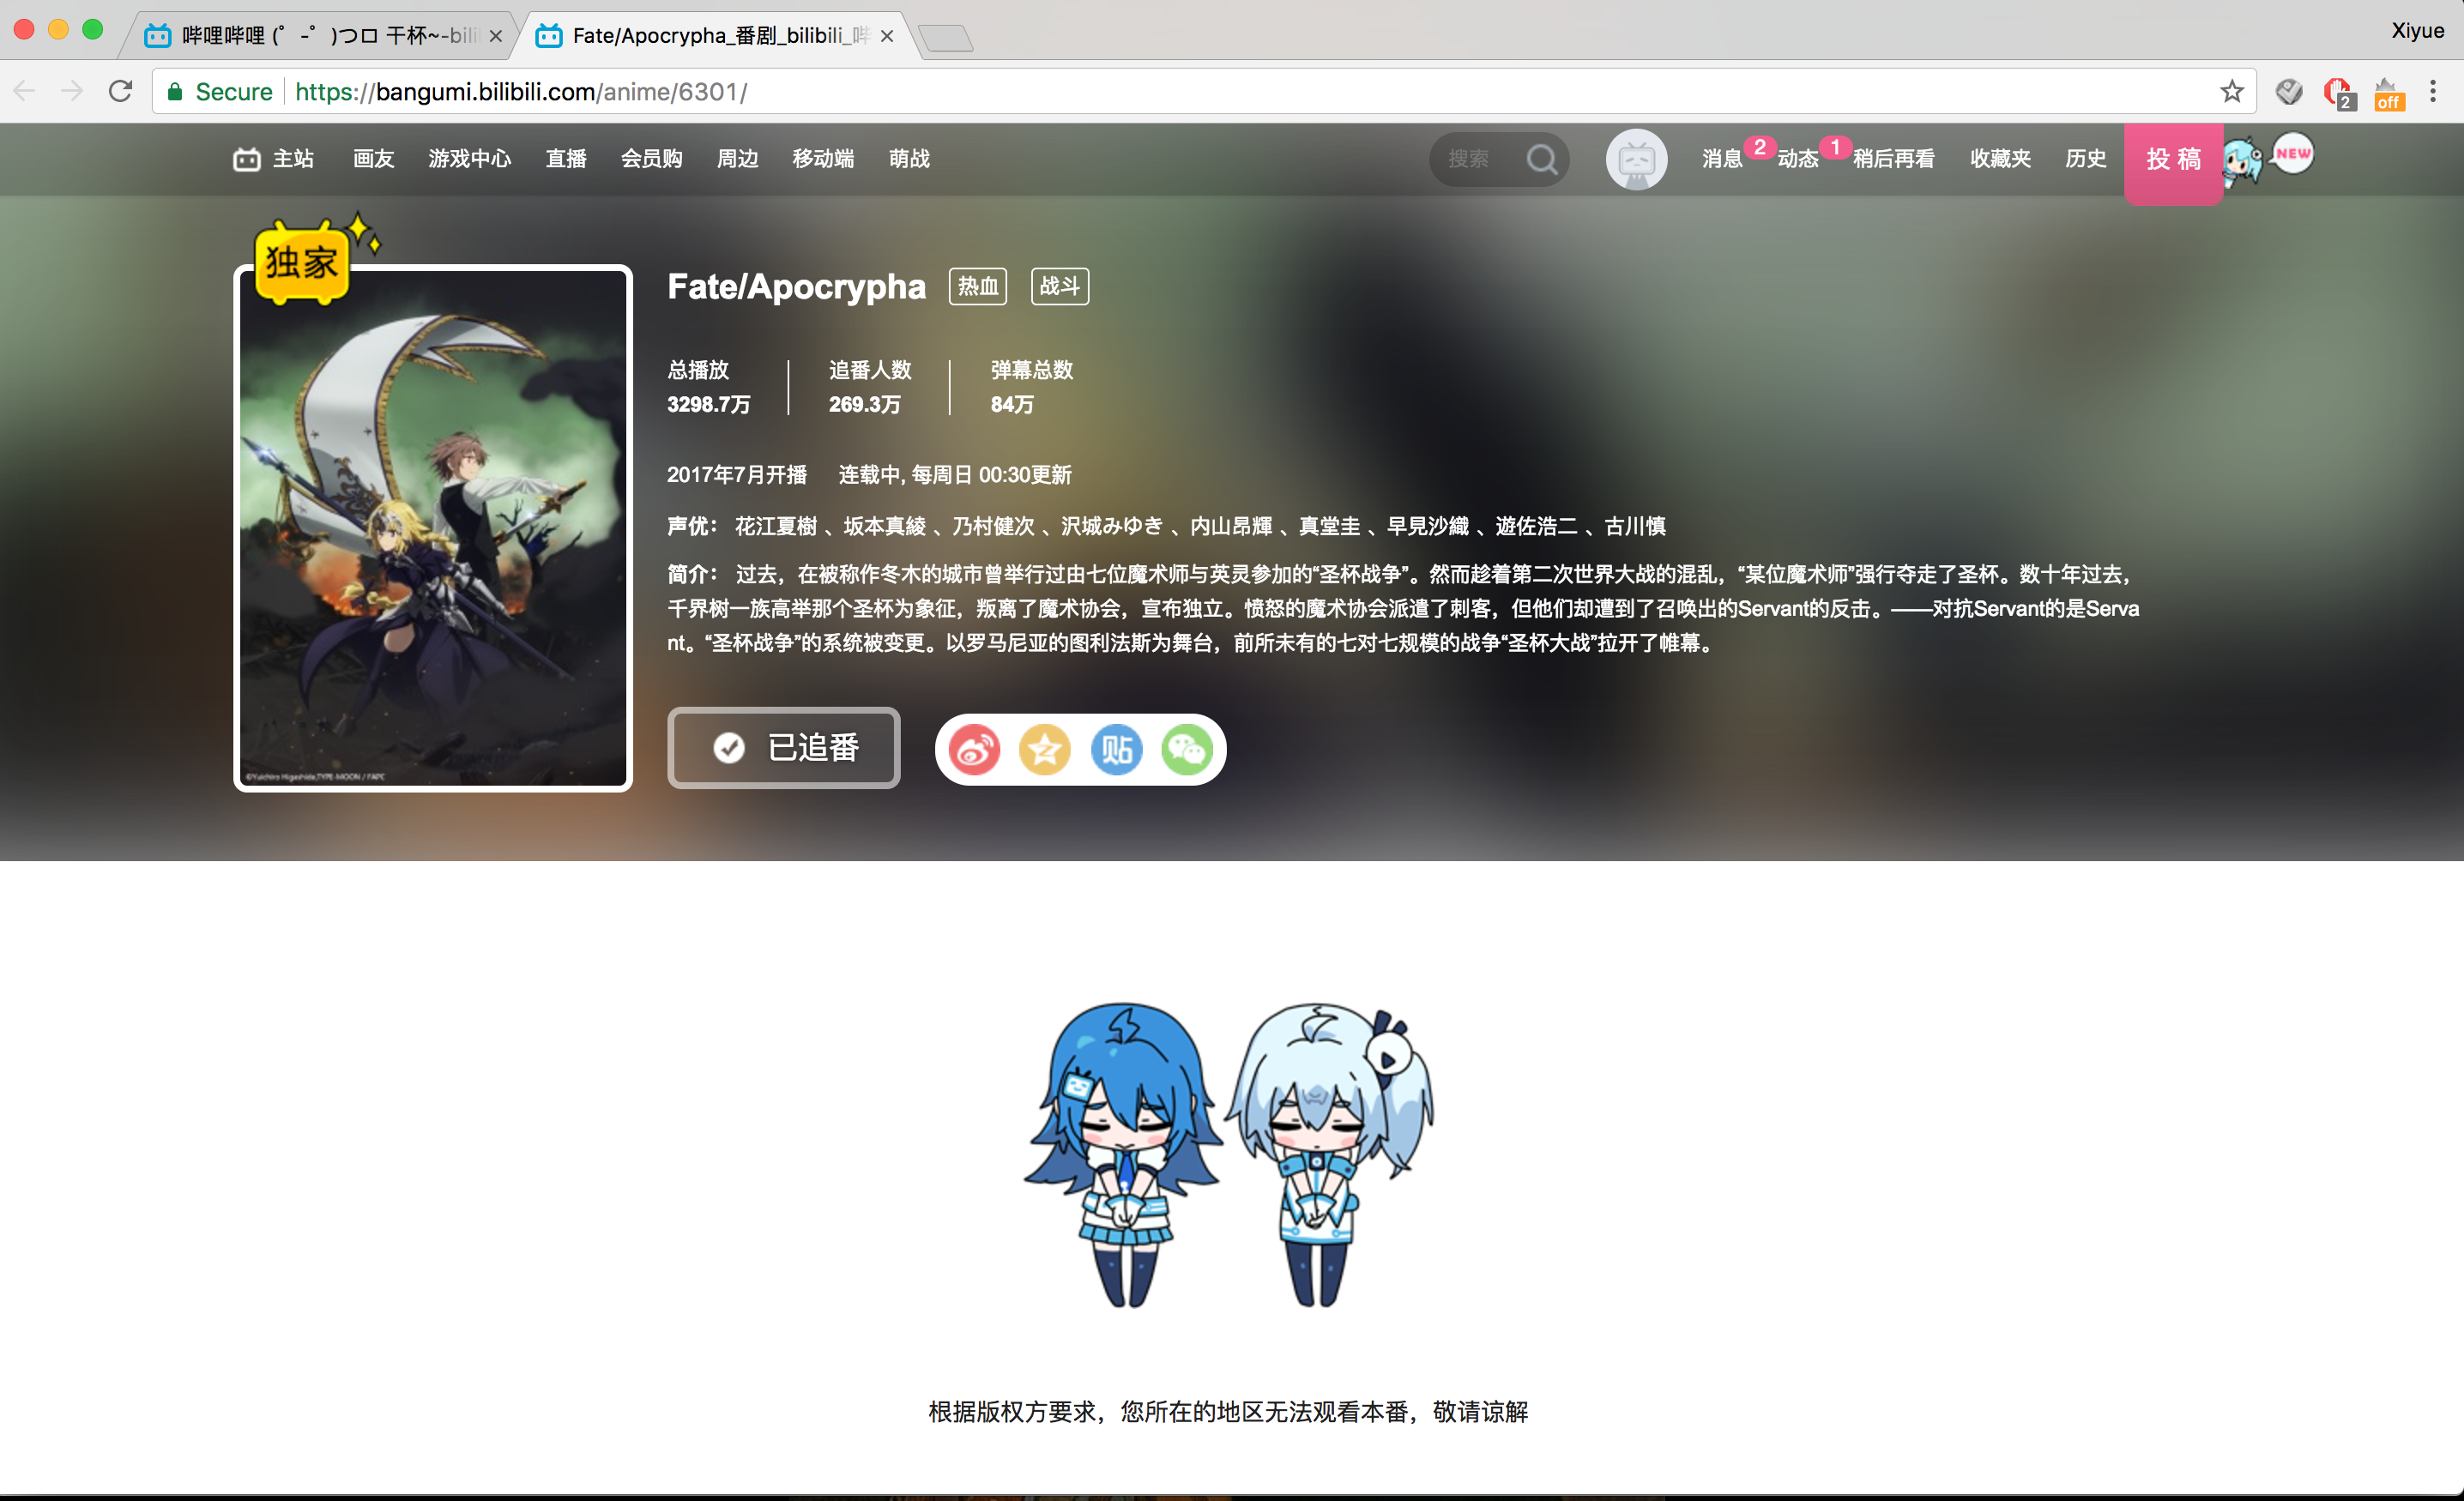 哔哩哔哩 (゜-゜)つロ 干杯~-bili
Fate/Apocrypha_番剧_bilibili_哔
Xiyue
Secure https://bangumi.bilibili.com/anime/6301/
2
off
主站 画友 游戏中心 直播 会员购 周边 移动端 萌战 搜索 消息 2 动态 1 稍后再看 收藏夹 历史 投 稿 NEW
独家
Fate/Apocrypha 热血 战斗
总播放 追番人数 弹幕总数
3298.7万 269.3万 84万
2017年7月开播 连载中, 每周日 00:30更新
声优： 花江夏樹 、坂本真綾 、乃村健次 、沢城みゆき 、内山昂輝 、真堂圭 、早見沙織 、遊佐浩二 、古川慎
简介： 过去，在被称作冬木的城市曾举行过由七位魔术师与英灵参加的“圣杯战争”。然而趁着第二次世界大战的混乱，“某位魔术师”强行夺走了圣杯。数十年过去，
千界树一族高举那个圣杯为象征，叛离了魔术协会，宣布独立。愤怒的魔术协会派遣了刺客，但他们却遭到了召唤出的Servant的反击。——对抗Servant的是Serva
nt。“圣杯战争”的系统被变更。以罗马尼亚的图利法斯为舞台，前所未有的七对七规模的战争“圣杯大战”拉开了帷幕。
©Yuichiro Higashide,TYPE-MOON / FAPC
已追番 贴
根据版权方要求，您所在的地区无法观看本番，敬请谅解